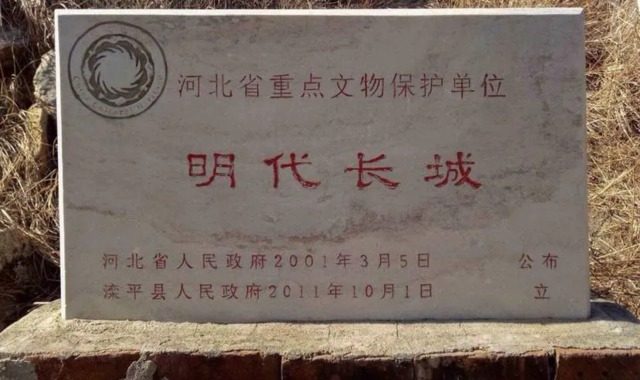 河北省重点文物保护单位
明代长城
河北省人民政府2001年3月5日 公布
滦平县人民政府2011年10月1日 立